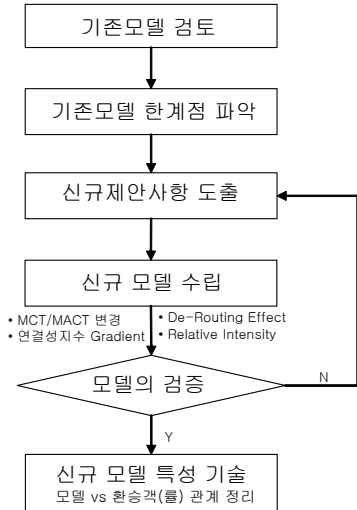 기존모델 검토
기존모델 한계점 파악
신규제안사항 도출
신규 모델 수립
• MCT/MACT 변경
• 연결성지수 Gradient
• De-Routing Effect
• Relative Intensity
모델의 검증
N
Y
신규 모델 특성 기술
모델 vs 환승객(률) 관계 정리